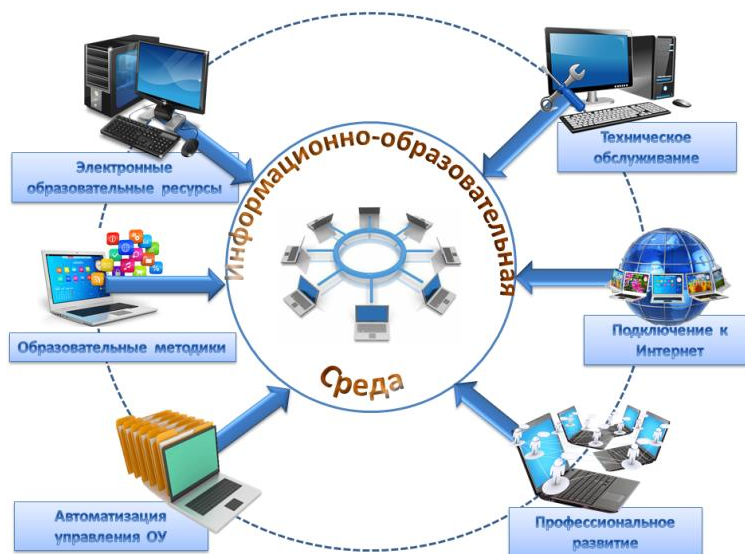 Информационно-образовательная
Среда
Электронные
образовательные ресурсы
Образовательные методики
Автоматизация
управления ОУ
Техническое
обслуживание
Подключение к
Интернет
Профессиональное
развитие